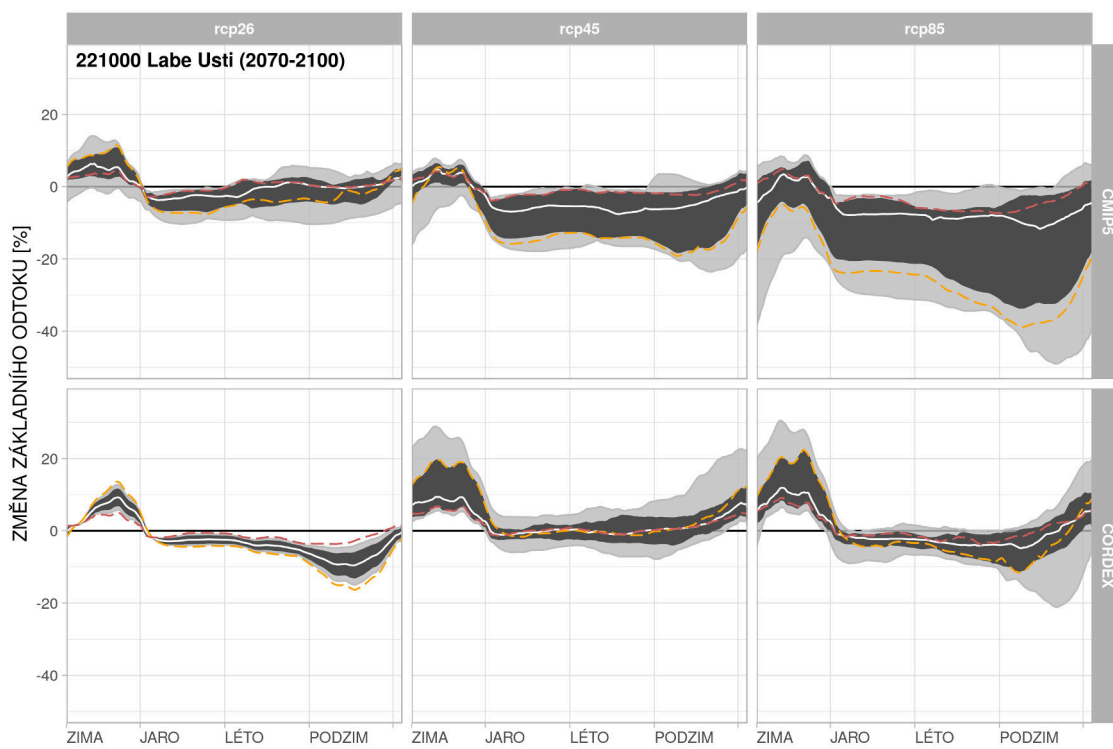 rcp26 rcp45 rcp85
221000 Labe Usti (2070-2100)
ZMĚNA ZÁKLADNÍHO ODTOKU [%]
20
0
-20
-40
CMIP5
20
0
-20
-40
CORDEX
ZIMA JARO LÉTO PODZIM ZIMA JARO LÉTO PODZIM ZIMA JARO LÉTO PODZIM